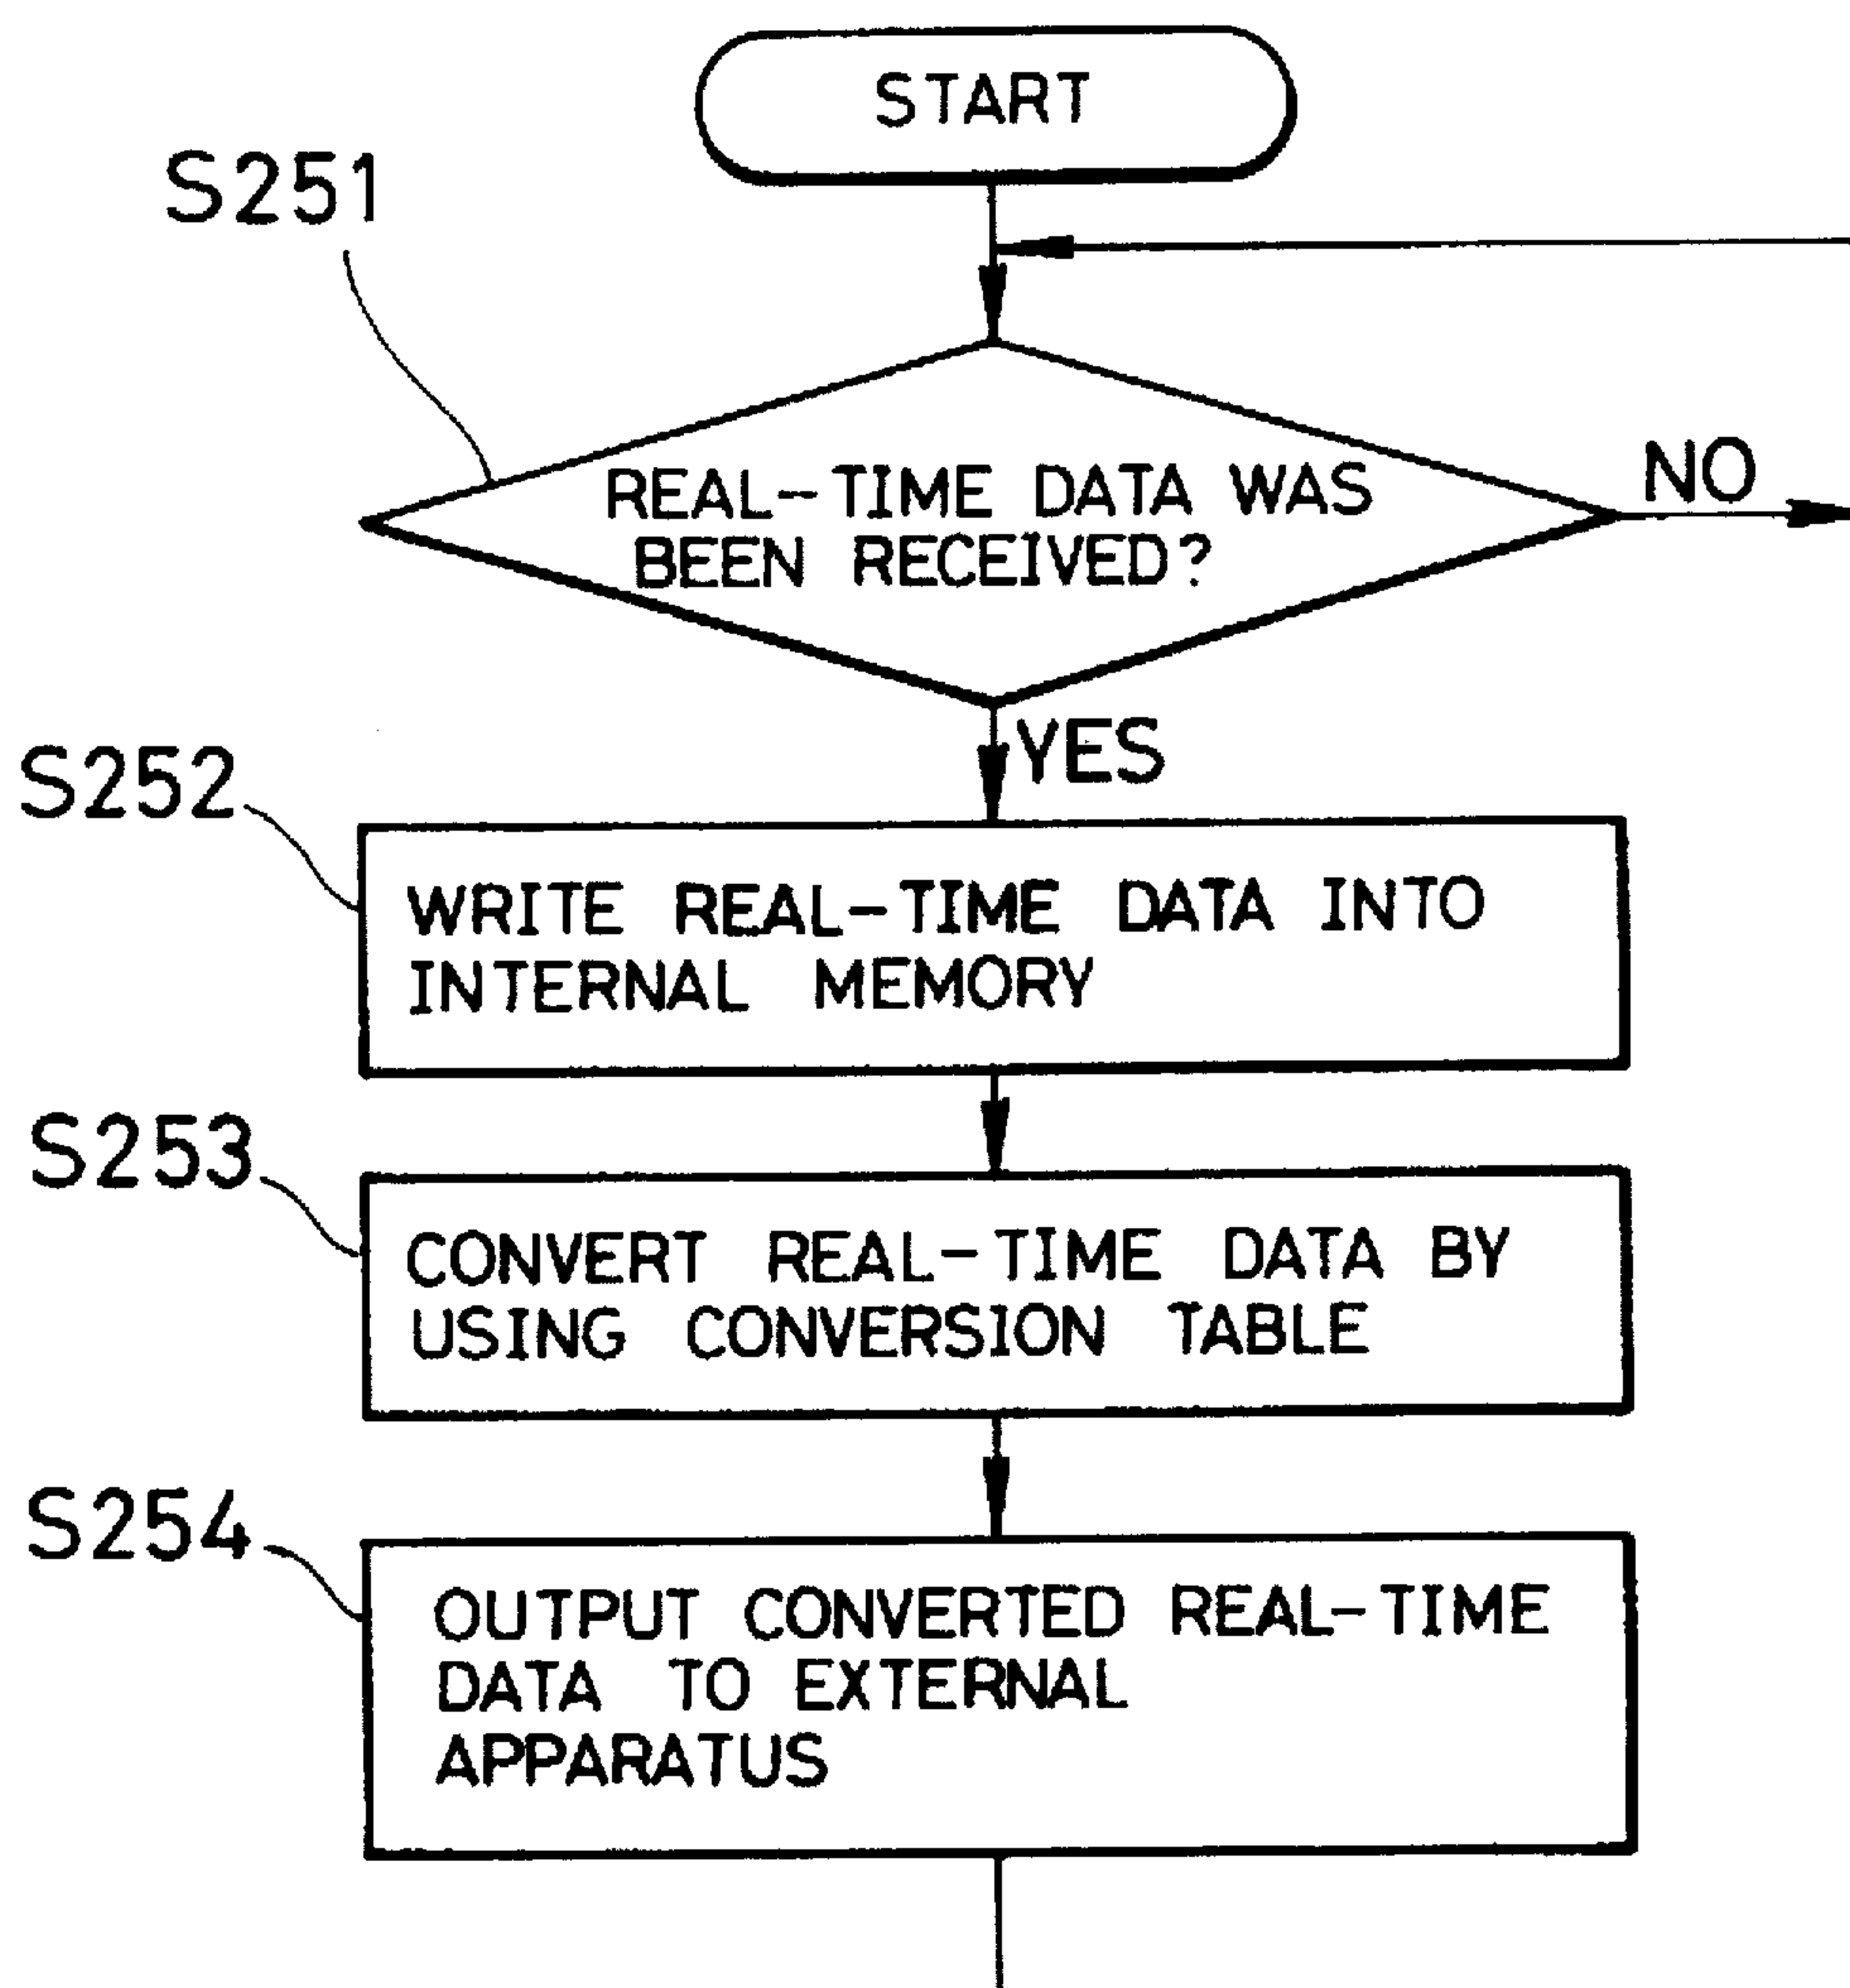 START
S251
REAL-TIME DATA WAS
BEEN RECEIVED?
NO
YES
S252
WRITE REAL-TIME DATA INTO
INTERNAL MEMORY
S253
CONVERT REAL-TIME DATA BY
USING CONVERSION TABLE
S254
OUTPUT CONVERTED REAL-TIME
DATA TO EXTERNAL
APPARATUS